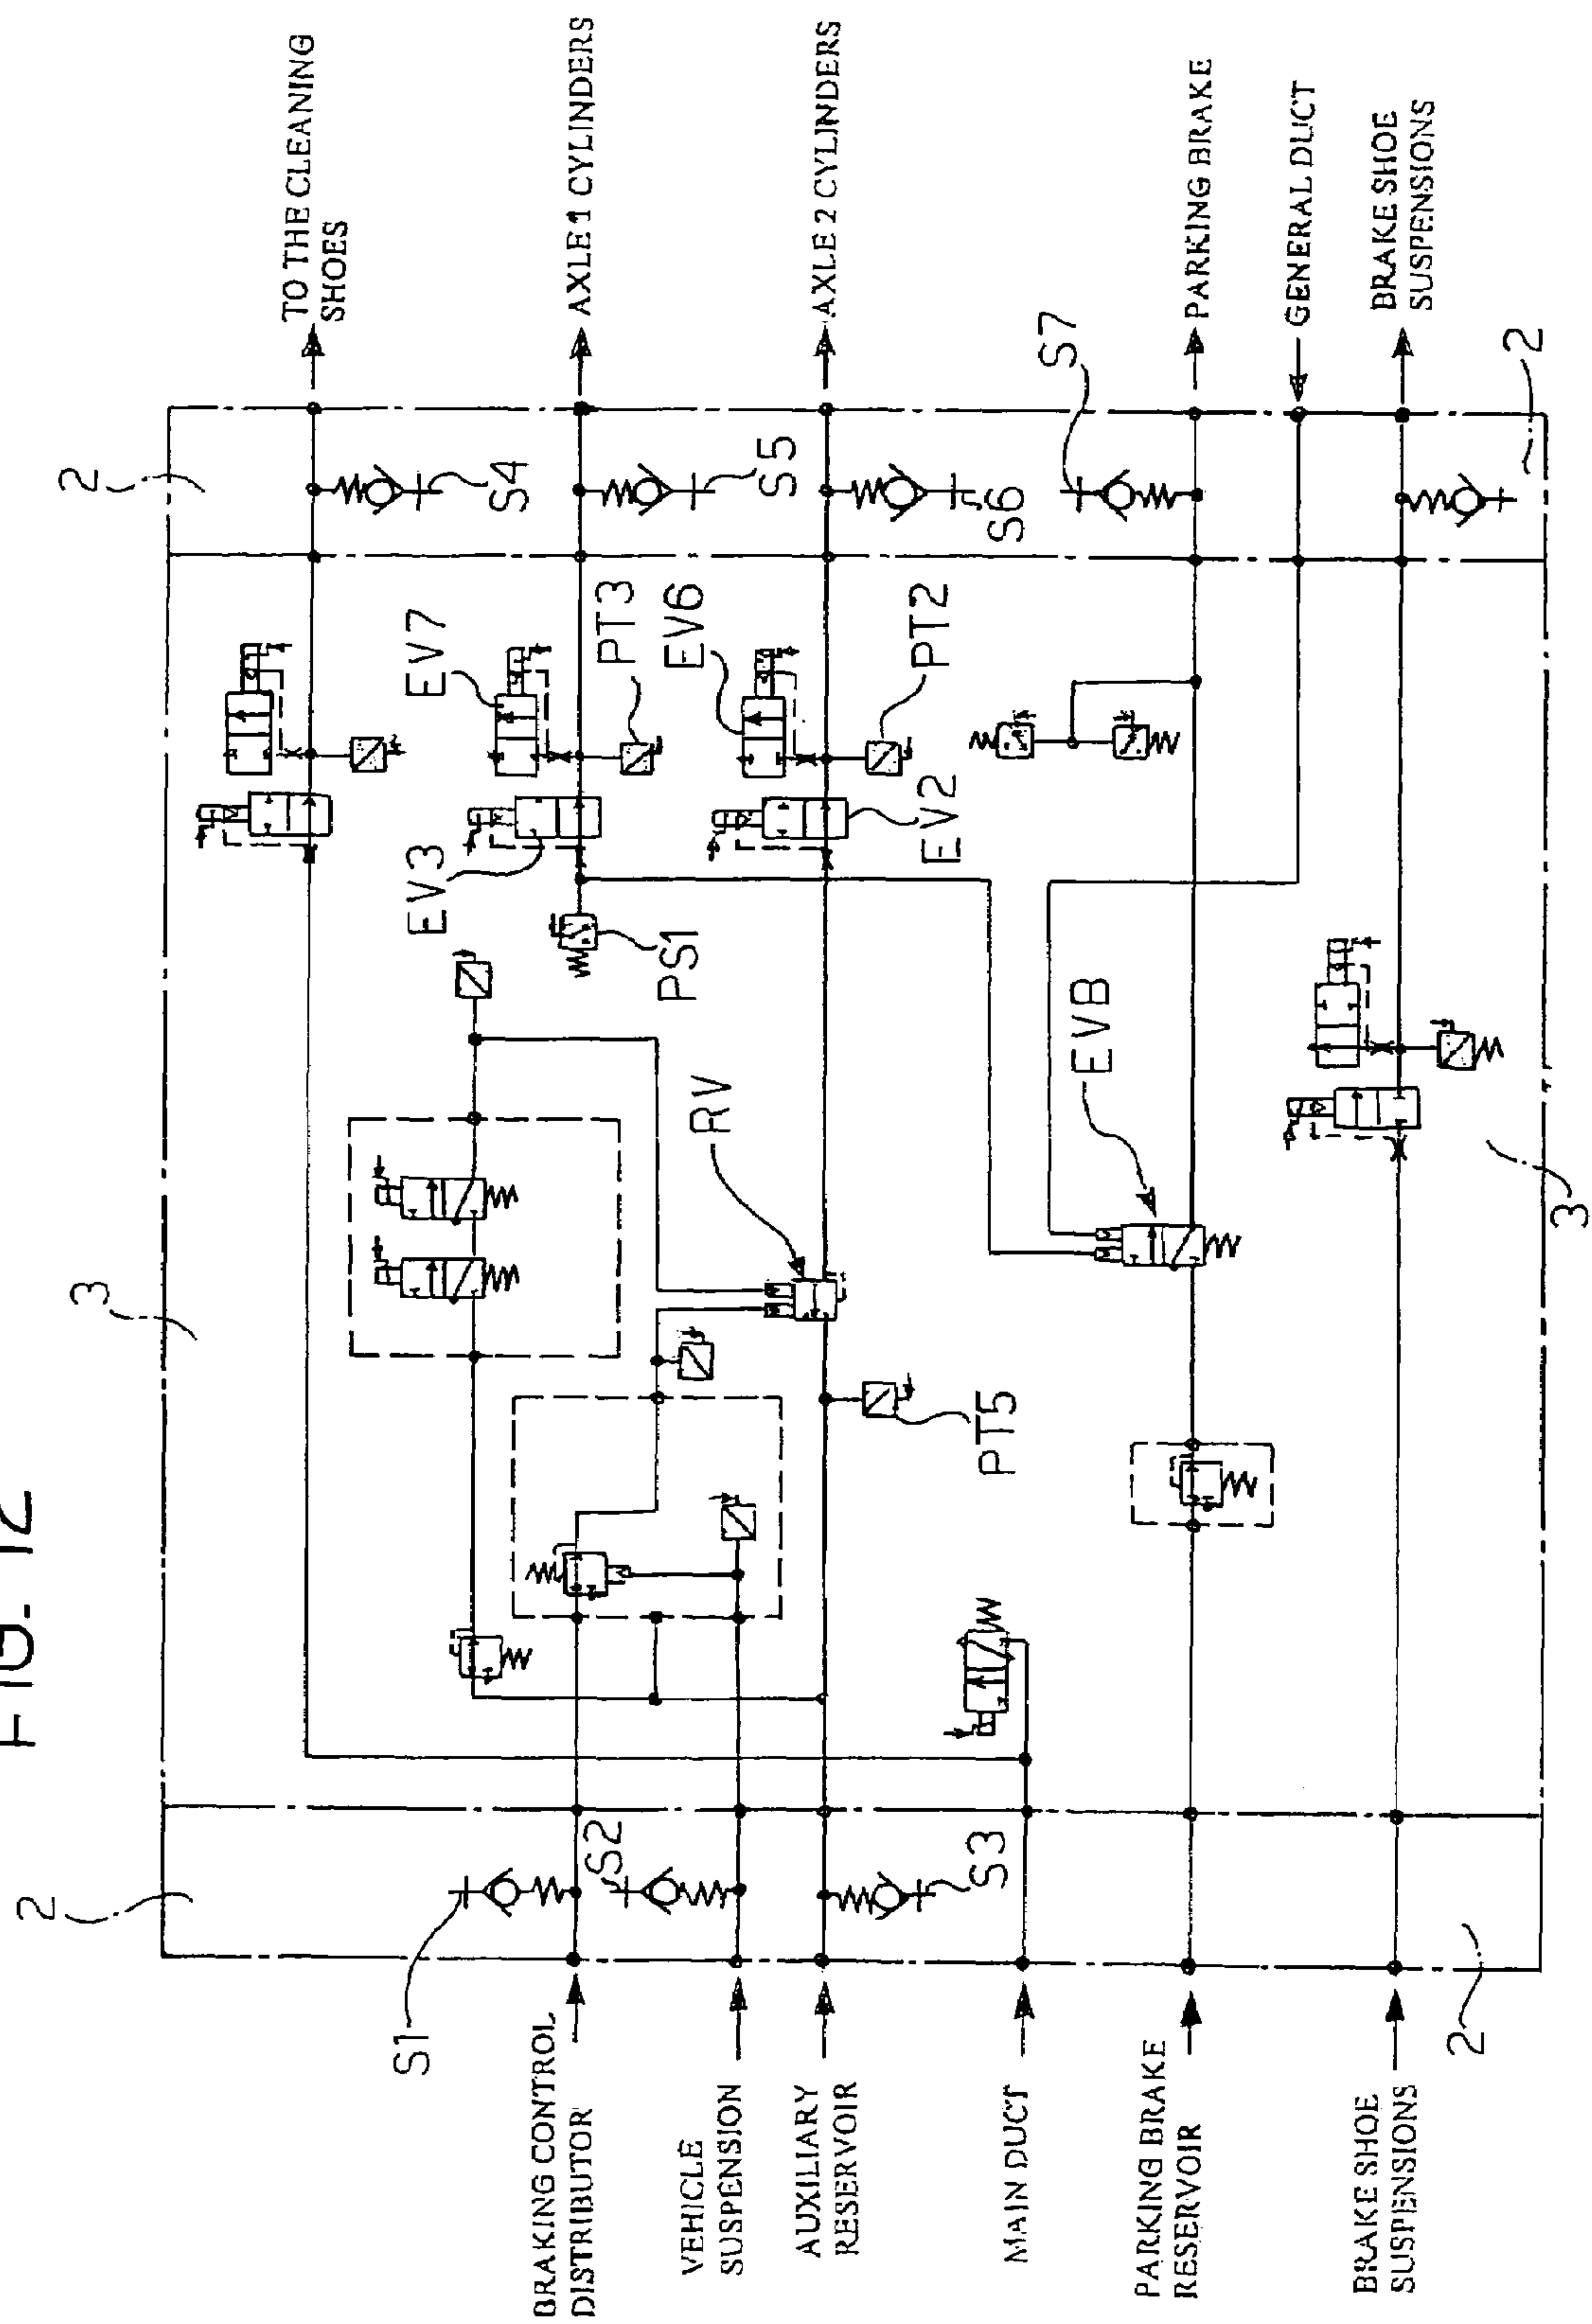 FIG. 12
2
3
2
TO THE CLEANING
SHOES
AXLE 1 CYLINDERS
AXLE 2 CYLINDERS
PARKING BRAKE
GENERAL DUCT
BRAKE SHOE
SUSPENSIONS
S4
S5
S6
S7
2
EV7
PT3
EV6
PT2
EV3
EV2
PS1
RV
EV8
PT5
3
S1
S2
S3
2
BRAKING CONTROL
DISTRIBUTOR
VEHICLE
SUSPENSION
AUXILIARY
RESERVOIR
MAIN DUCT
PARKING BRAKE
RESERVOIR
BRAKE SHOE
SUSPENSIONS